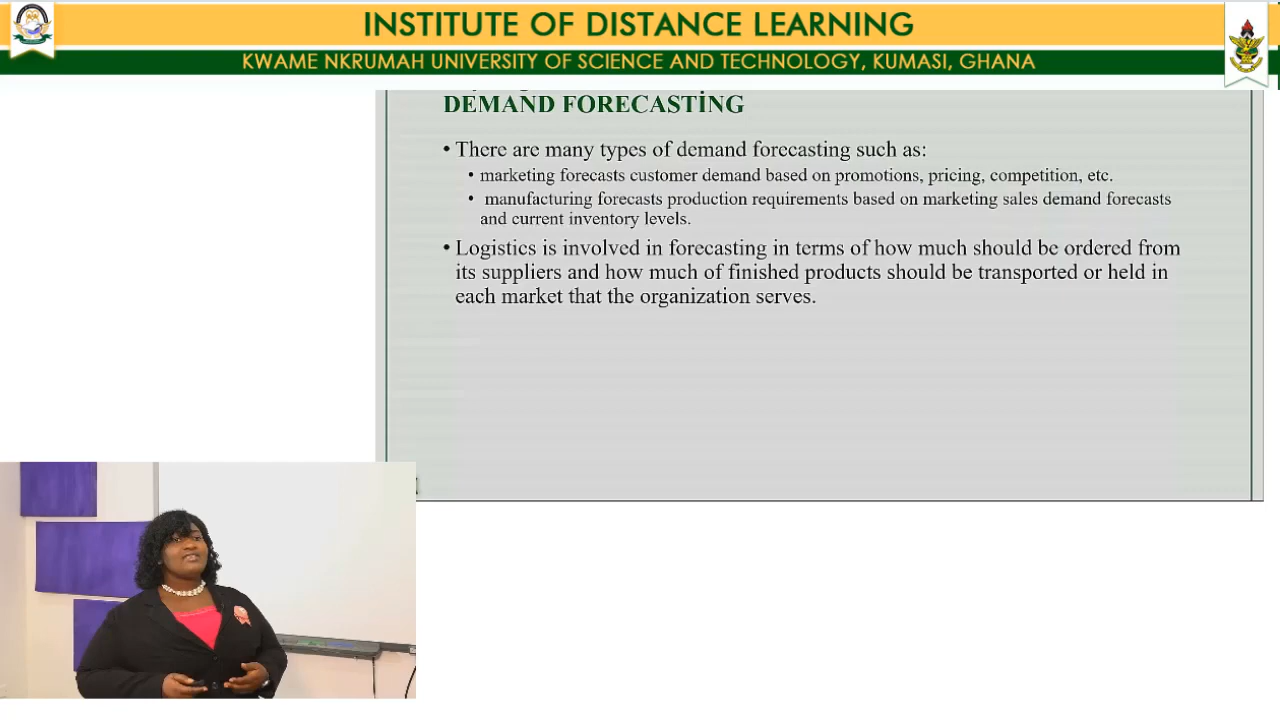 INSTITUTE OF DISTANCE LEARNING
KWAME NKRUMAH UNIVERSITY OF SCIENCE AND TECHNOLOGY, KUMASI, GHANA
DEMAND FORECASTİNG
• There are many types of demand forecasting such as:
• marketing forecasts customer demand based on promotions, pricing, competition, etc.
• manufacturing forecasts production requirements based on marketing sales demand forecasts
and current inventory levels.
• Logistics is involved in forecasting in terms of how much should be ordered from
its suppliers and how much of finished products should be transported or held in
each market that the organization serves.